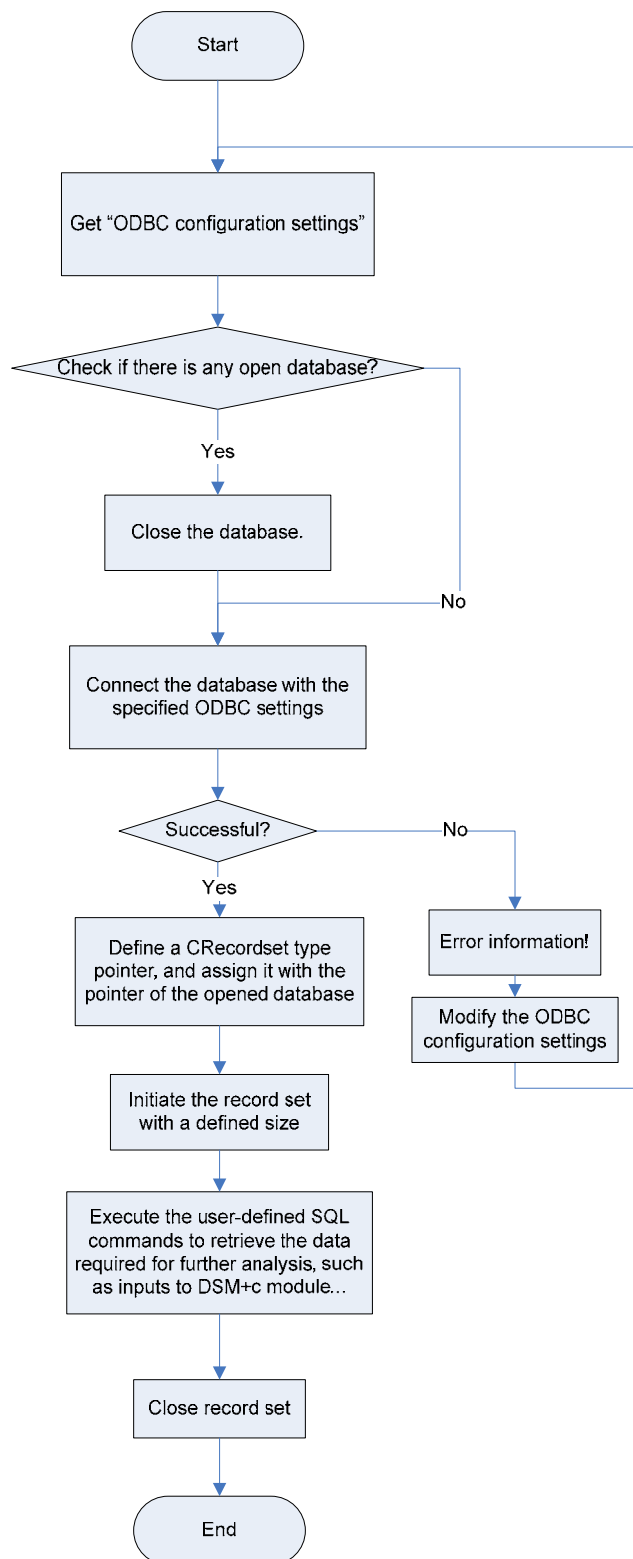 Start
Get “ODBC configuration settings”
Check if there is any open database?
Yes
Close the database.
No
Connect the database with the
specified ODBC settings
Successful?
No
Yes
Define a CRecordset type
pointer, and assign it with the
pointer of the opened database
Error information!
Modify the ODBC
configuration settings
Initiate the record set
with a defined size
Execute the user-defined SQL
commands to retrieve the data
required for further analysis, such
as inputs to DSM+c module…
Close record set
End